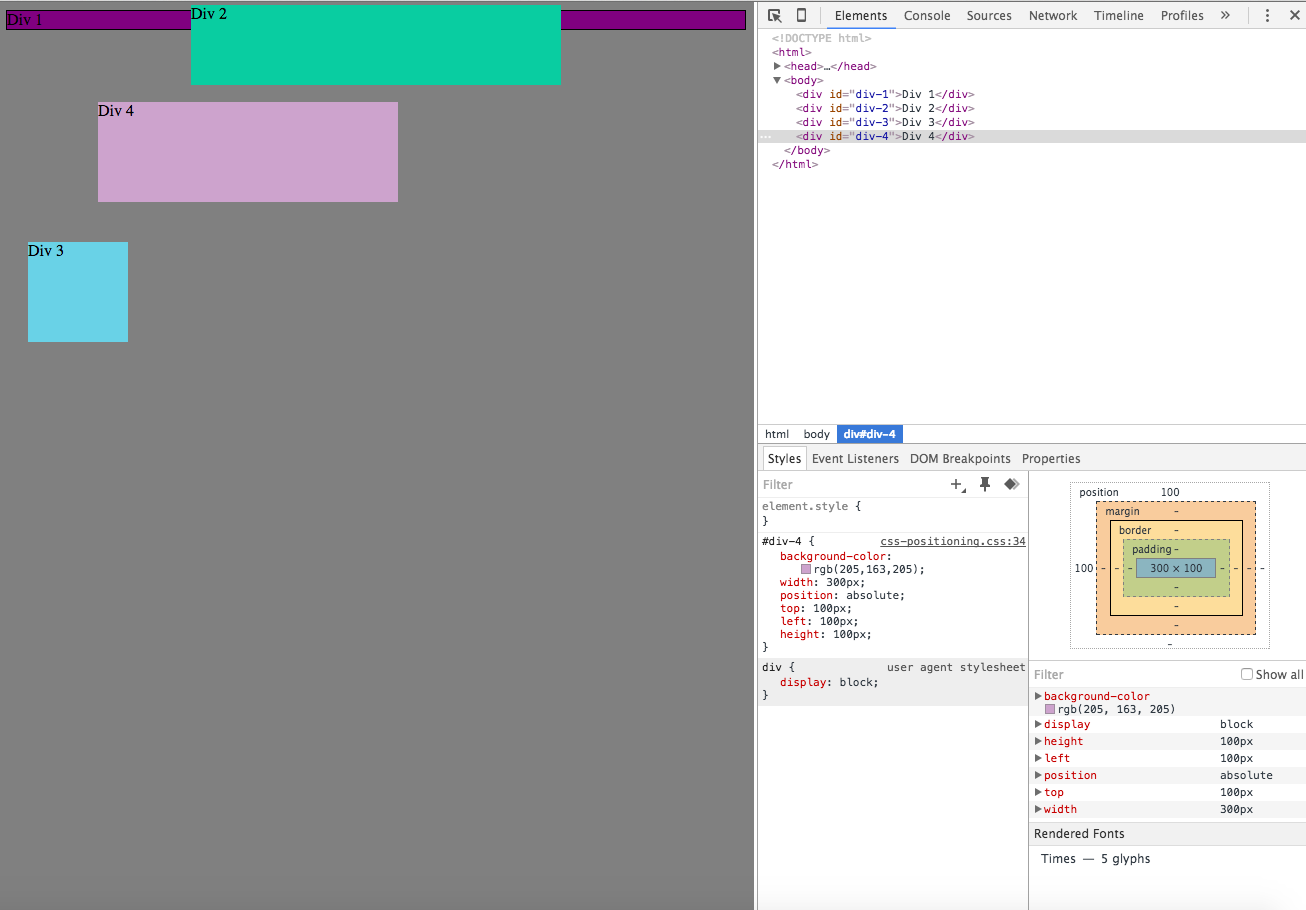 Div 1
Div 2
Div 4
Div 3
Elements Console Sources Network Timeline Profiles »
<!DOCTYPE html>
<html>
<head>…</head>
<body>
<div id="div-1">Div 1</div>
<div id="div-2">Div 2</div>
<div id="div-3">Div 3</div>
<div id="div-4">Div 4</div>
</body>
</html>
html body div#div-4
Styles Event Listeners DOM Breakpoints Properties
Filter
element.style {
}
#div-4 { css-positioning.css:34
background-color:
rgb(205,163,205);
width: 300px;
position: absolute;
top: 100px;
left: 100px;
height: 100px;
}
div { user agent stylesheet
display: block;
}
position 100
margin -
border -
padding -
100 - - - 300 × 100 - - - -
-
-
-
-
Filter Show all
background-color
rgb(205, 163, 205)
display block
height 100px
left 100px
position absolute
top 100px
width 300px
Rendered Fonts
Times — 5 glyphs